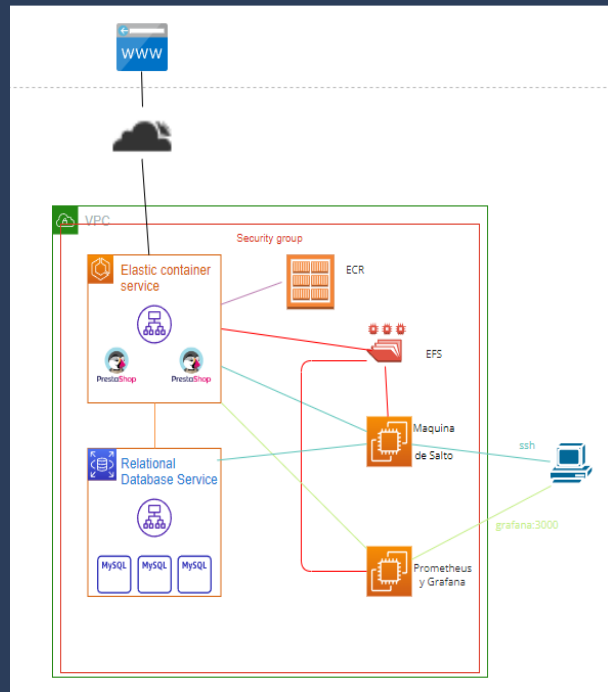 WWW
VPC
Security group
Elastic container
service
ECR
PrestaShop
PrestaShop
EFS
Maquina
de Salto
ssh
Relational
Database Service
grafana:3000
MySQL
MySQL
MySQL
Prometheus
y Grafana